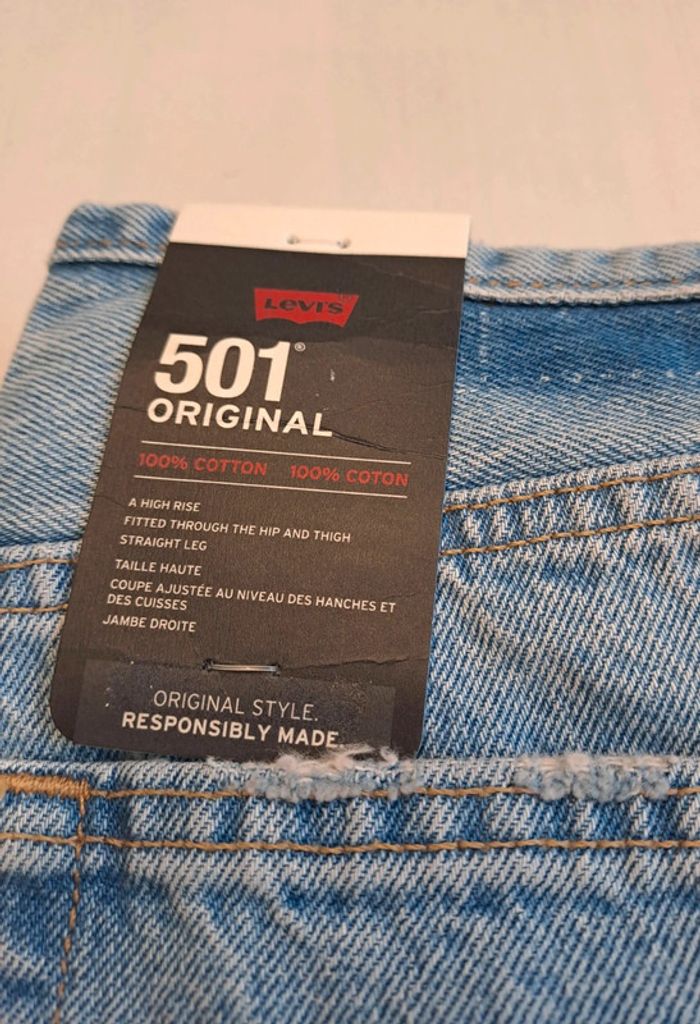 Levi's
501®
ORIGINAL
100% COTTON 100% COTON
A HIGH RISE
FITTED THROUGH THE HIP AND THIGH
STRAIGHT LEG
TAILLE HAUTE
COUPE AJUSTÉE AU NIVEAU DES HANCHES ET
DES CUISSES
JAMBE DROITE
ORIGINAL STYLE.
RESPONSIBLY MADE